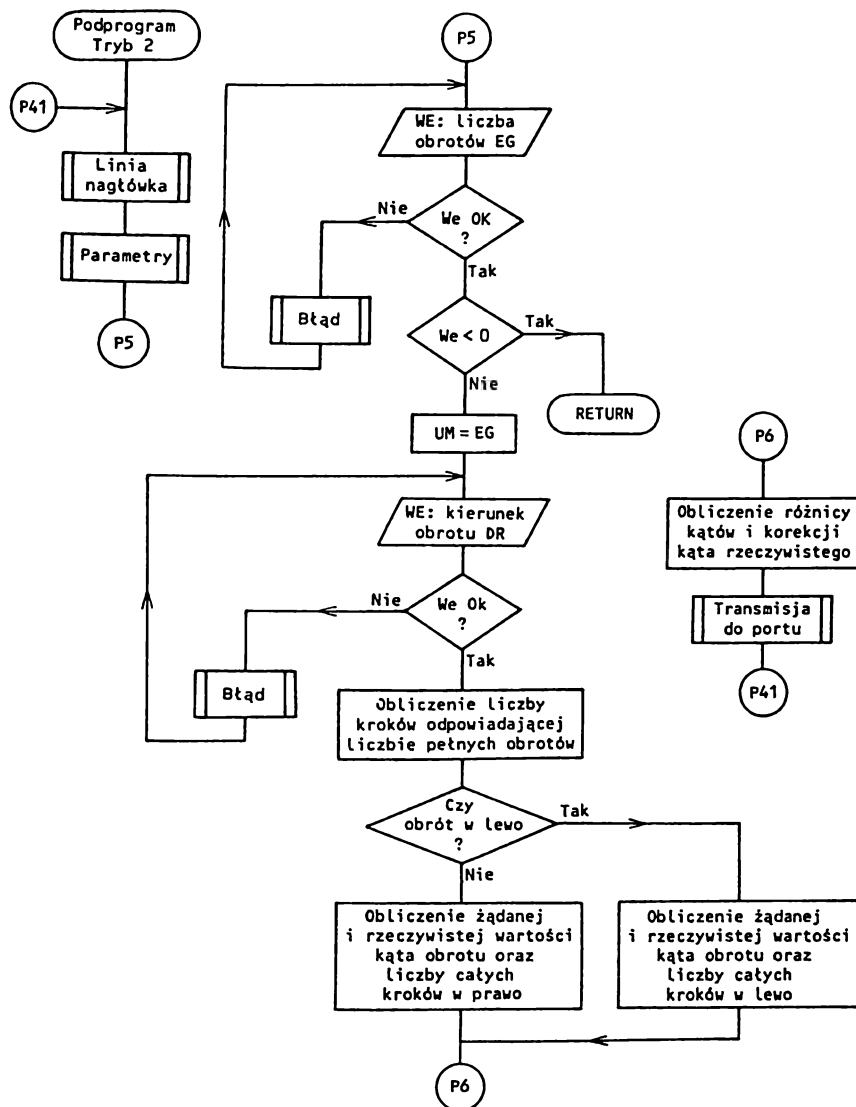 Podprogram
Tryb 2
P41
Linia
nagłówka
Parametry
P5
P5
WE: liczba
obrotów EG
We OK
?
Nie
Tak
Błąd
We < 0
Tak
Nie
RETURN
UM = EG
WE: kierunek
obrotu DR
We Ok
?
Nie
Tak
Błąd
Obliczenie liczby
kroków odpowiadającej
liczbie pełnych obrotów
Czy
obrót w lewo
?
Tak
Nie
Obliczenie żądanej
i rzeczywistej wartości
kąta obrotu oraz
liczby całych
kroków w prawo
Obliczenie żądanej
i rzeczywistej wartości
kąta obrotu oraz
liczby całych
kroków w lewo
P6
P6
Obliczenie różnicy
kątów i korekcji
kąta rzeczywistego
Transmisja
do portu
P41